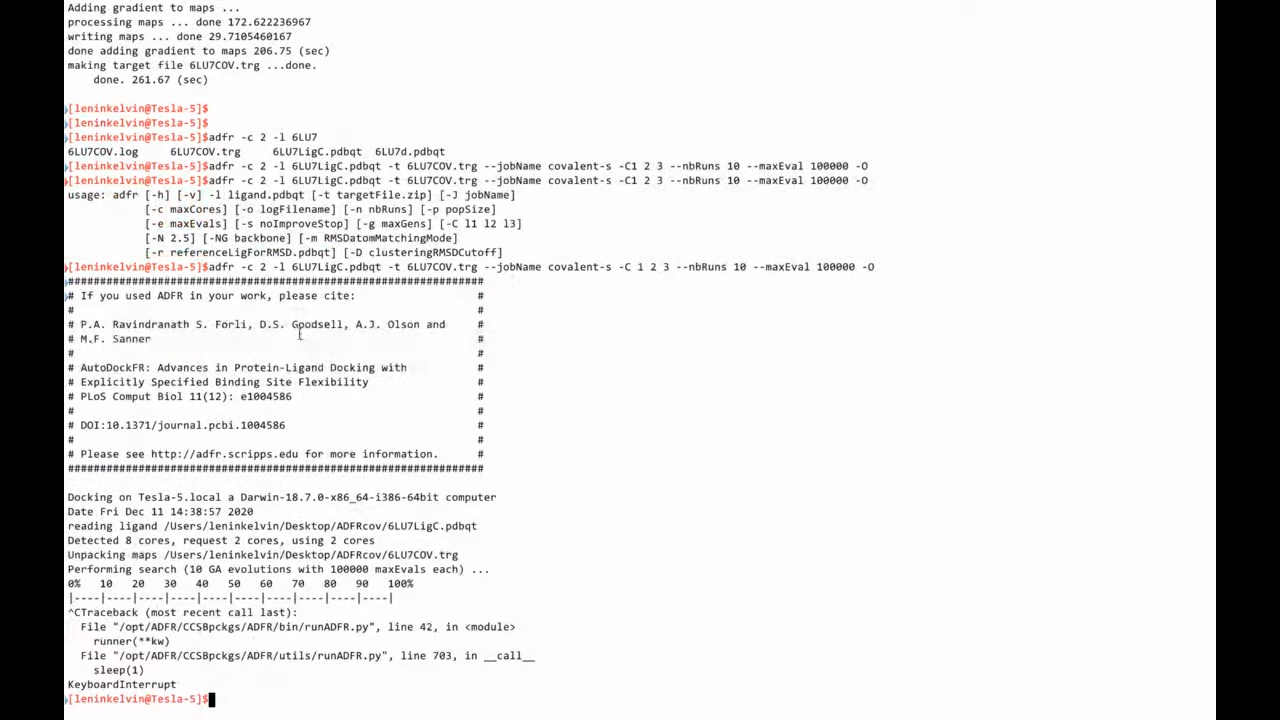 Adding gradient to maps ...
processing maps ... done 172.622236967
writing maps ... done 29.7105460167
done adding gradient to maps 206.75 (sec)
making target file 6LU7COV.trg ...done.
    done. 261.67 (sec)
[leninkelvin@Tesla-5]$
[leninkelvin@Tesla-5]$
[leninkelvin@Tesla-5]$adfr -c 2 -l 6LU7
6LU7COV.log     6LU7COV.trg     6LU7LigC.pdbqt  6LU7d.pdbqt
[leninkelvin@Tesla-5]$adfr -c 2 -l 6LU7LigC.pdbqt -t 6LU7COV.trg --jobName covalent-s -C1 2 3 --nbRuns 10 --maxEval 100000 -O
[leninkelvin@Tesla-5]$adfr -c 2 -l 6LU7LigC.pdbqt -t 6LU7COV.trg --jobName covalent-s -C1 2 3 --nbRuns 10 --maxEval 100000 -O
usage: adfr [-h] [-v] -l ligand.pdbqt [-t targetFile.zip] [-J jobName]
            [-c maxCores] [-o logFilename] [-n nbRuns] [-p popSize]
            [-e maxEvals] [-s noImproveStop] [-g maxGens] [-C l1 l2 l3]
            [-N 2.5] [-NG backbone] [-m RMSDatomMatchingMode]
            [-r referenceLigForRMSD.pdbqt] [-D clusteringRMSDCutoff]
[leninkelvin@Tesla-5]$adfr -c 2 -l 6LU7LigC.pdbqt -t 6LU7COV.trg --jobName covalent-s -C 1 2 3 --nbRuns 10 --maxEval 100000 -O
#################################################################
# If you used ADFR in your work, please cite:                   #
#                                                               #
# P.A. Ravindranath S. Forli, D.S. Goodsell, A.J. Olson and     #
# M.F. Sanner                                                   #
#                                                               #
# AutoDockFR: Advances in Protein-Ligand Docking with           #
# Explicitly Specified Binding Site Flexibility                 #
# PLoS Comput Biol 11(12): e1004586                             #
#                                                               #
# DOI:10.1371/journal.pcbi.1004586                              #
#                                                               #
# Please see http://adfr.scripps.edu for more information.      #
#################################################################
Docking on Tesla-5.local a Darwin-18.7.0-x86_64-i386-64bit computer
Date Fri Dec 11 14:38:57 2020
reading ligand /Users/leninkelvin/Desktop/ADFRcov/6LU7LigC.pdbqt
Detected 8 cores, request 2 cores, using 2 cores
Unpacking maps /Users/leninkelvin/Desktop/ADFRcov/6LU7COV.trg
Performing search (10 GA evolutions with 100000 maxEvals each) ...
0%   10   20   30   40   50   60   70   80   90   100%
|----|----|----|----|----|----|----|----|----|----|
^CTraceback (most recent call last):
  File "/opt/ADFR/CCSBpckgs/ADFR/bin/runADFR.py", line 42, in <module>
    runner(**kw)
  File "/opt/ADFR/CCSBpckgs/ADFR/utils/runADFR.py", line 703, in __call__
    sleep(1)
KeyboardInterrupt
[leninkelvin@Tesla-5]$